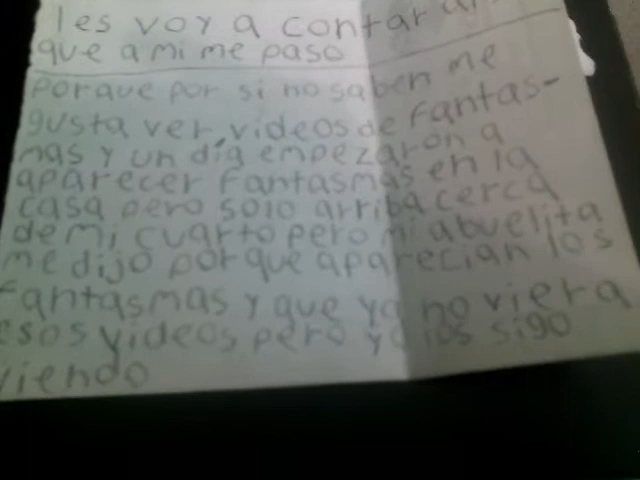 les voy a contar
que a mi me paso
Porque por si no saben me
gusta ver videos de Fantas-
mas y un día empezaron a
aparecer Fantasmas en la
casa pero solo arriba cerca
de mi cuarto pero mi abuelita
me dijo porque aparecian los
Fantasmas y que ya no viera
esos videos pero yo los sigo
viendo